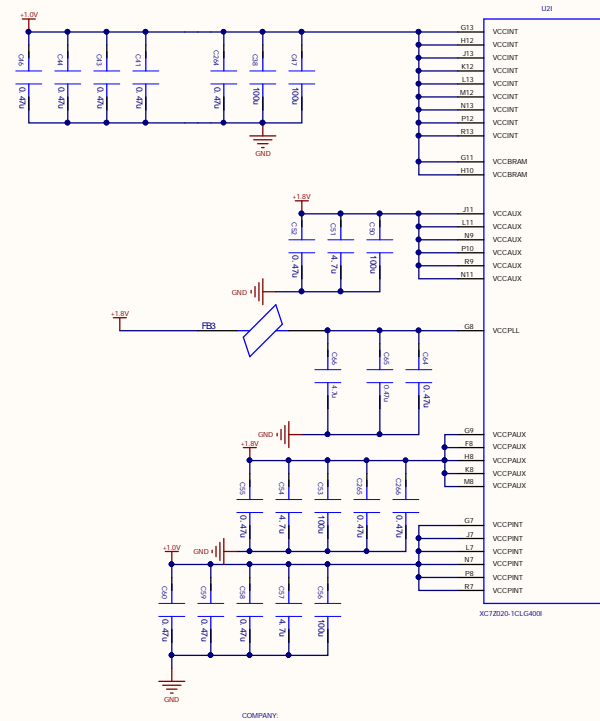 U2I
+1.0V
G13 VCCINT
H12 VCCINT
J13 VCCINT
K12 VCCINT
L13 VCCINT
M12 VCCINT
N13 VCCINT
P12 VCCINT
R13 VCCINT
G11 VCCBRAM
H10 VCCBRAM
C46 C44 C43 C41 C264 C38 C47
0.47u 0.47u 0.47u 0.47u 0.47u 100u 100u
GND
+1.8V
J11 VCCAUX
L11 VCCAUX
N9 VCCAUX
P10 VCCAUX
R9 VCCAUX
N11 VCCAUX
C52 C51 C50
0.47u 4.7u 100u
GND
+1.8V
FB3
G8 VCCPLL
C66 C65 C64
4.7u 0.47u 0.47u
GND
G9 VCCPAUX
F8 VCCPAUX
+1.8V
H8 VCCPAUX
K8 VCCPAUX
M8 VCCPAUX
C55 C54 C53 C265 C266
0.47u 4.7u 100u 0.47u 0.47u
G7 VCCPINT
J7 VCCPINT
+1.0V
GND
L7 VCCPINT
N7 VCCPINT
P8 VCCPINT
R7 VCCPINT
C60 C59 C58 C57 C56
0.47u 0.47u 0.47u 4.7u 100u
XC7Z020-1CLG400I
GND
COMPANY: